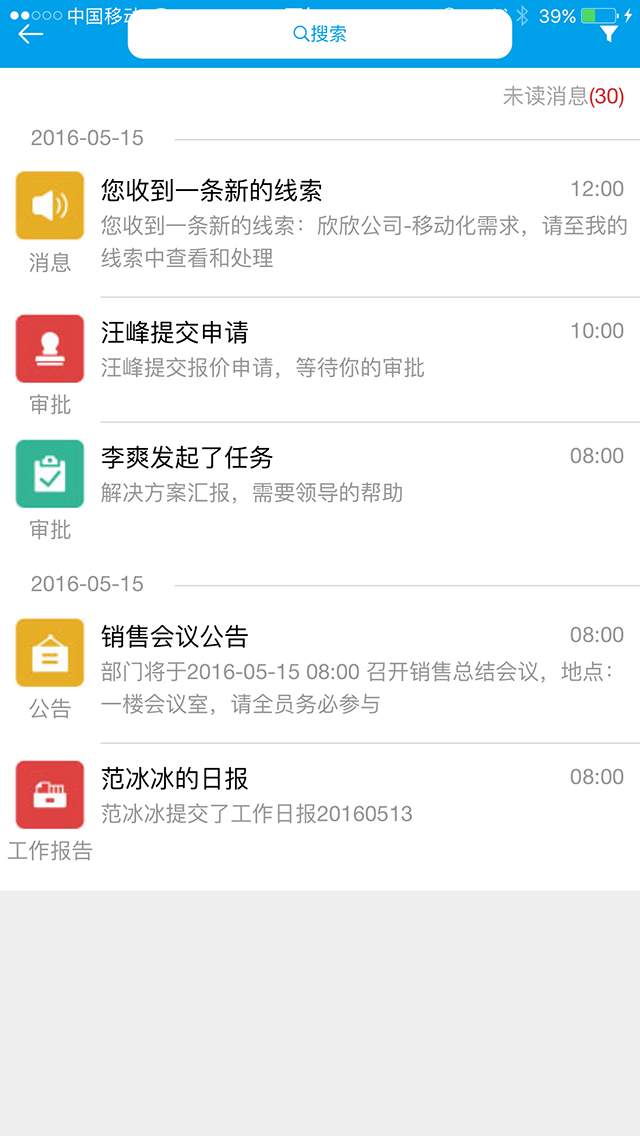 中国移动
39%
搜索
未读消息(30)
2016-05-15
您收到一条新的线索 12:00
您收到一条新的线索：欣欣公司-移动化需求，请至我的
线索中查看和处理
消息
汪峰提交申请 10:00
汪峰提交报价申请，等待你的审批
审批
李爽发起了任务 08:00
解决方案汇报，需要领导的帮助
审批
2016-05-15
销售会议公告 08:00
部门将于2016-05-15 08:00 召开销售总结会议，地点：
一楼会议室，请全员务必参与
公告
范冰冰的日报 08:00
范冰冰提交了工作日报20160513
工作报告